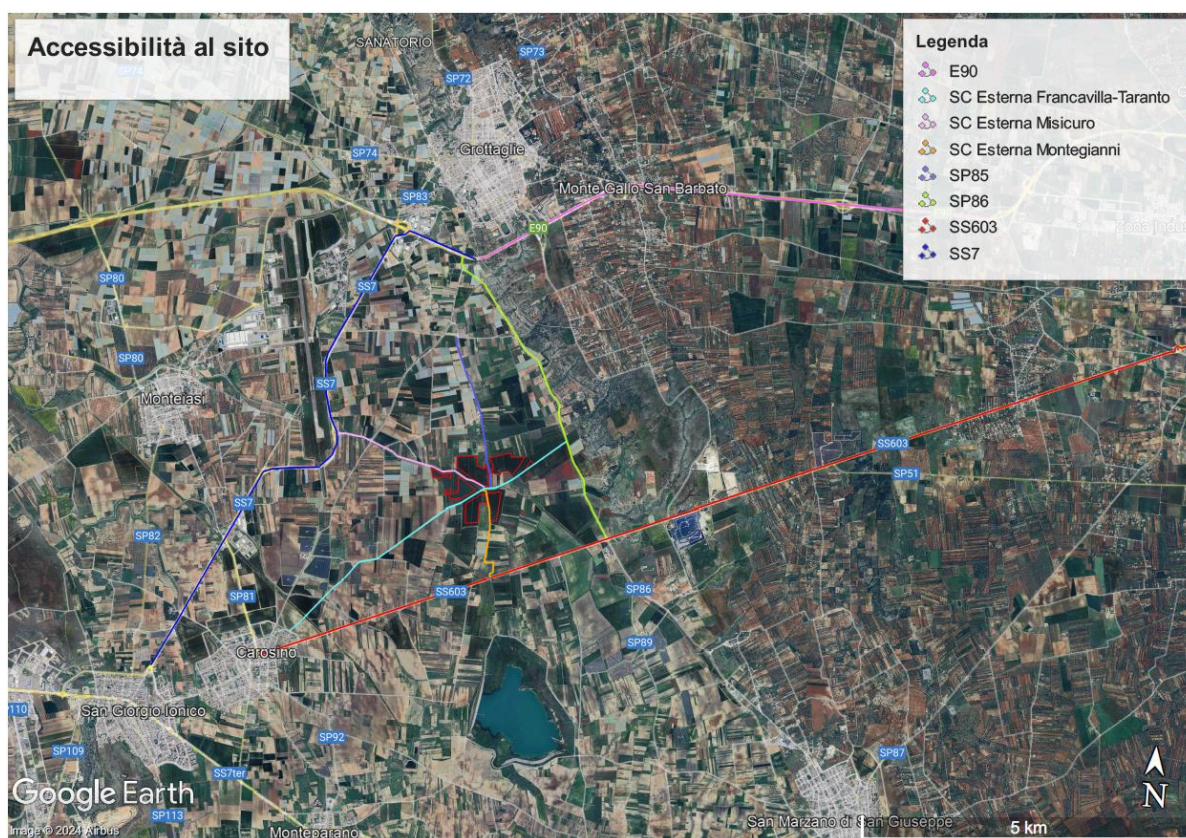 Accessibilità al sito
Legenda
E90
SC Esterna Francavilla-Taranto
SC Esterna Misicuro
SC Esterna Montegianni
SP85
SP86
SS603
SS7
SANATORIO
SP73
SP74
SP72
SP74
Grottaglie
SP83
Monte Gallo-San Barbato
E90
SP80
SS7
SP80
SS7
Monteiasi
SS603
SP51
SS7
SP82
SP81
SS603
SP86
SP89
Carosino
San Giorgio Ionico
SP109
SP92
SS7ter
SP87
N
Google Earth
SP113
Image © 2024 Airbus
Monteparano
San Marzano di San Giuseppe
5 km